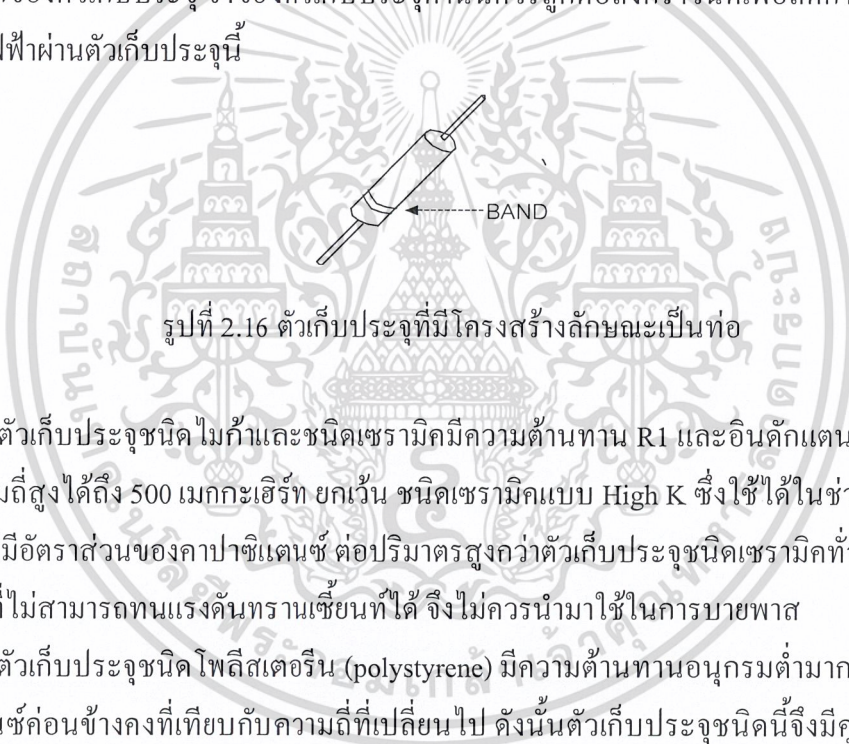 ฟ้าผ่านตัวเก็บประจุนี้
BAND
รูปที่ 2.16 ตัวเก็บประจุที่มีโครงสร้างลักษณะเป็นท่อ
ตัวเก็บประจุชนิดไมก้าและชนิดเซรามิคมีความต้านทาน R1 และอินดักแตน
ถี่สูงได้ถึง 500 เมกกะเฮิร์ท ยกเว้น ชนิดเซรามิคแบบ High K ซึ่งใช้ได้ในช่ว
มีอัตราส่วนของคาปาซิแตนซ์ ต่อปริมาตรสูงกว่าตัวเก็บประจุชนิดเซรามิคทั่
ที่ไม่สามารถทนแรงดันทรานเซี้ยนท์ได้ จึงไม่ควรนำมาใช้ในการบายพาส
ตัวเก็บประจุชนิดโพลีสเตอรีน (polystyrene) มีความต้านทานอนุกรมต่ำมาก
นซ์ค่อนข้างคงที่เทียบกับความถี่ที่เปลี่ยนไป ดังนั้นตัวเก็บประจุชนิดนี้จึงมีคุ